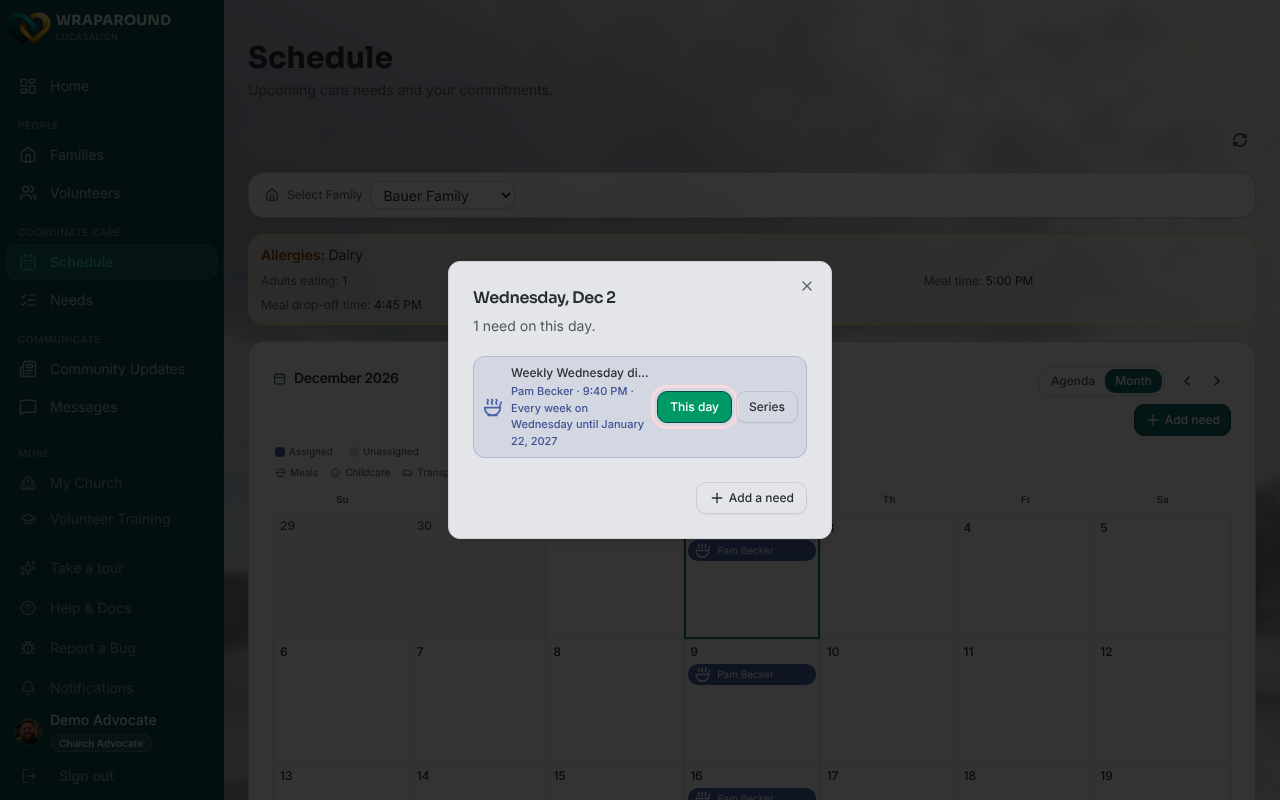 WRAPAROUND
LUCASALION
Home
PEOPLE
Families
Volunteers
COORDINATE CARE
Schedule
Needs
COMMUNICATE
Community Updates
Messages
MORE
My Church
Volunteer Training
Take a tour
Help & Docs
Report a Bug
Notifications
Demo Advocate
Church Advocate
Sign out
Schedule
Upcoming care needs and your commitments.
Select Family
Bauer Family
Allergies: Dairy
Adults eating: 1
Meal time: 5:00 PM
Meal drop-off time: 4:45 PM
December 2026
Agenda
Month
Add need
Assigned
Unassigned
Meals
Childcare
Su
Th
Fr
Sa
29
30
4
5
Pam Becker
6
7
8
9
10
11
12
Pam Becker
13
14
15
16
17
18
19
Pam Becker
Wednesday, Dec 2
1 need on this day.
Weekly Wednesday di...
Pam Becker · 9:40 PM ·
Every week on
Wednesday until January
22, 2027
This day
Series
Add a need